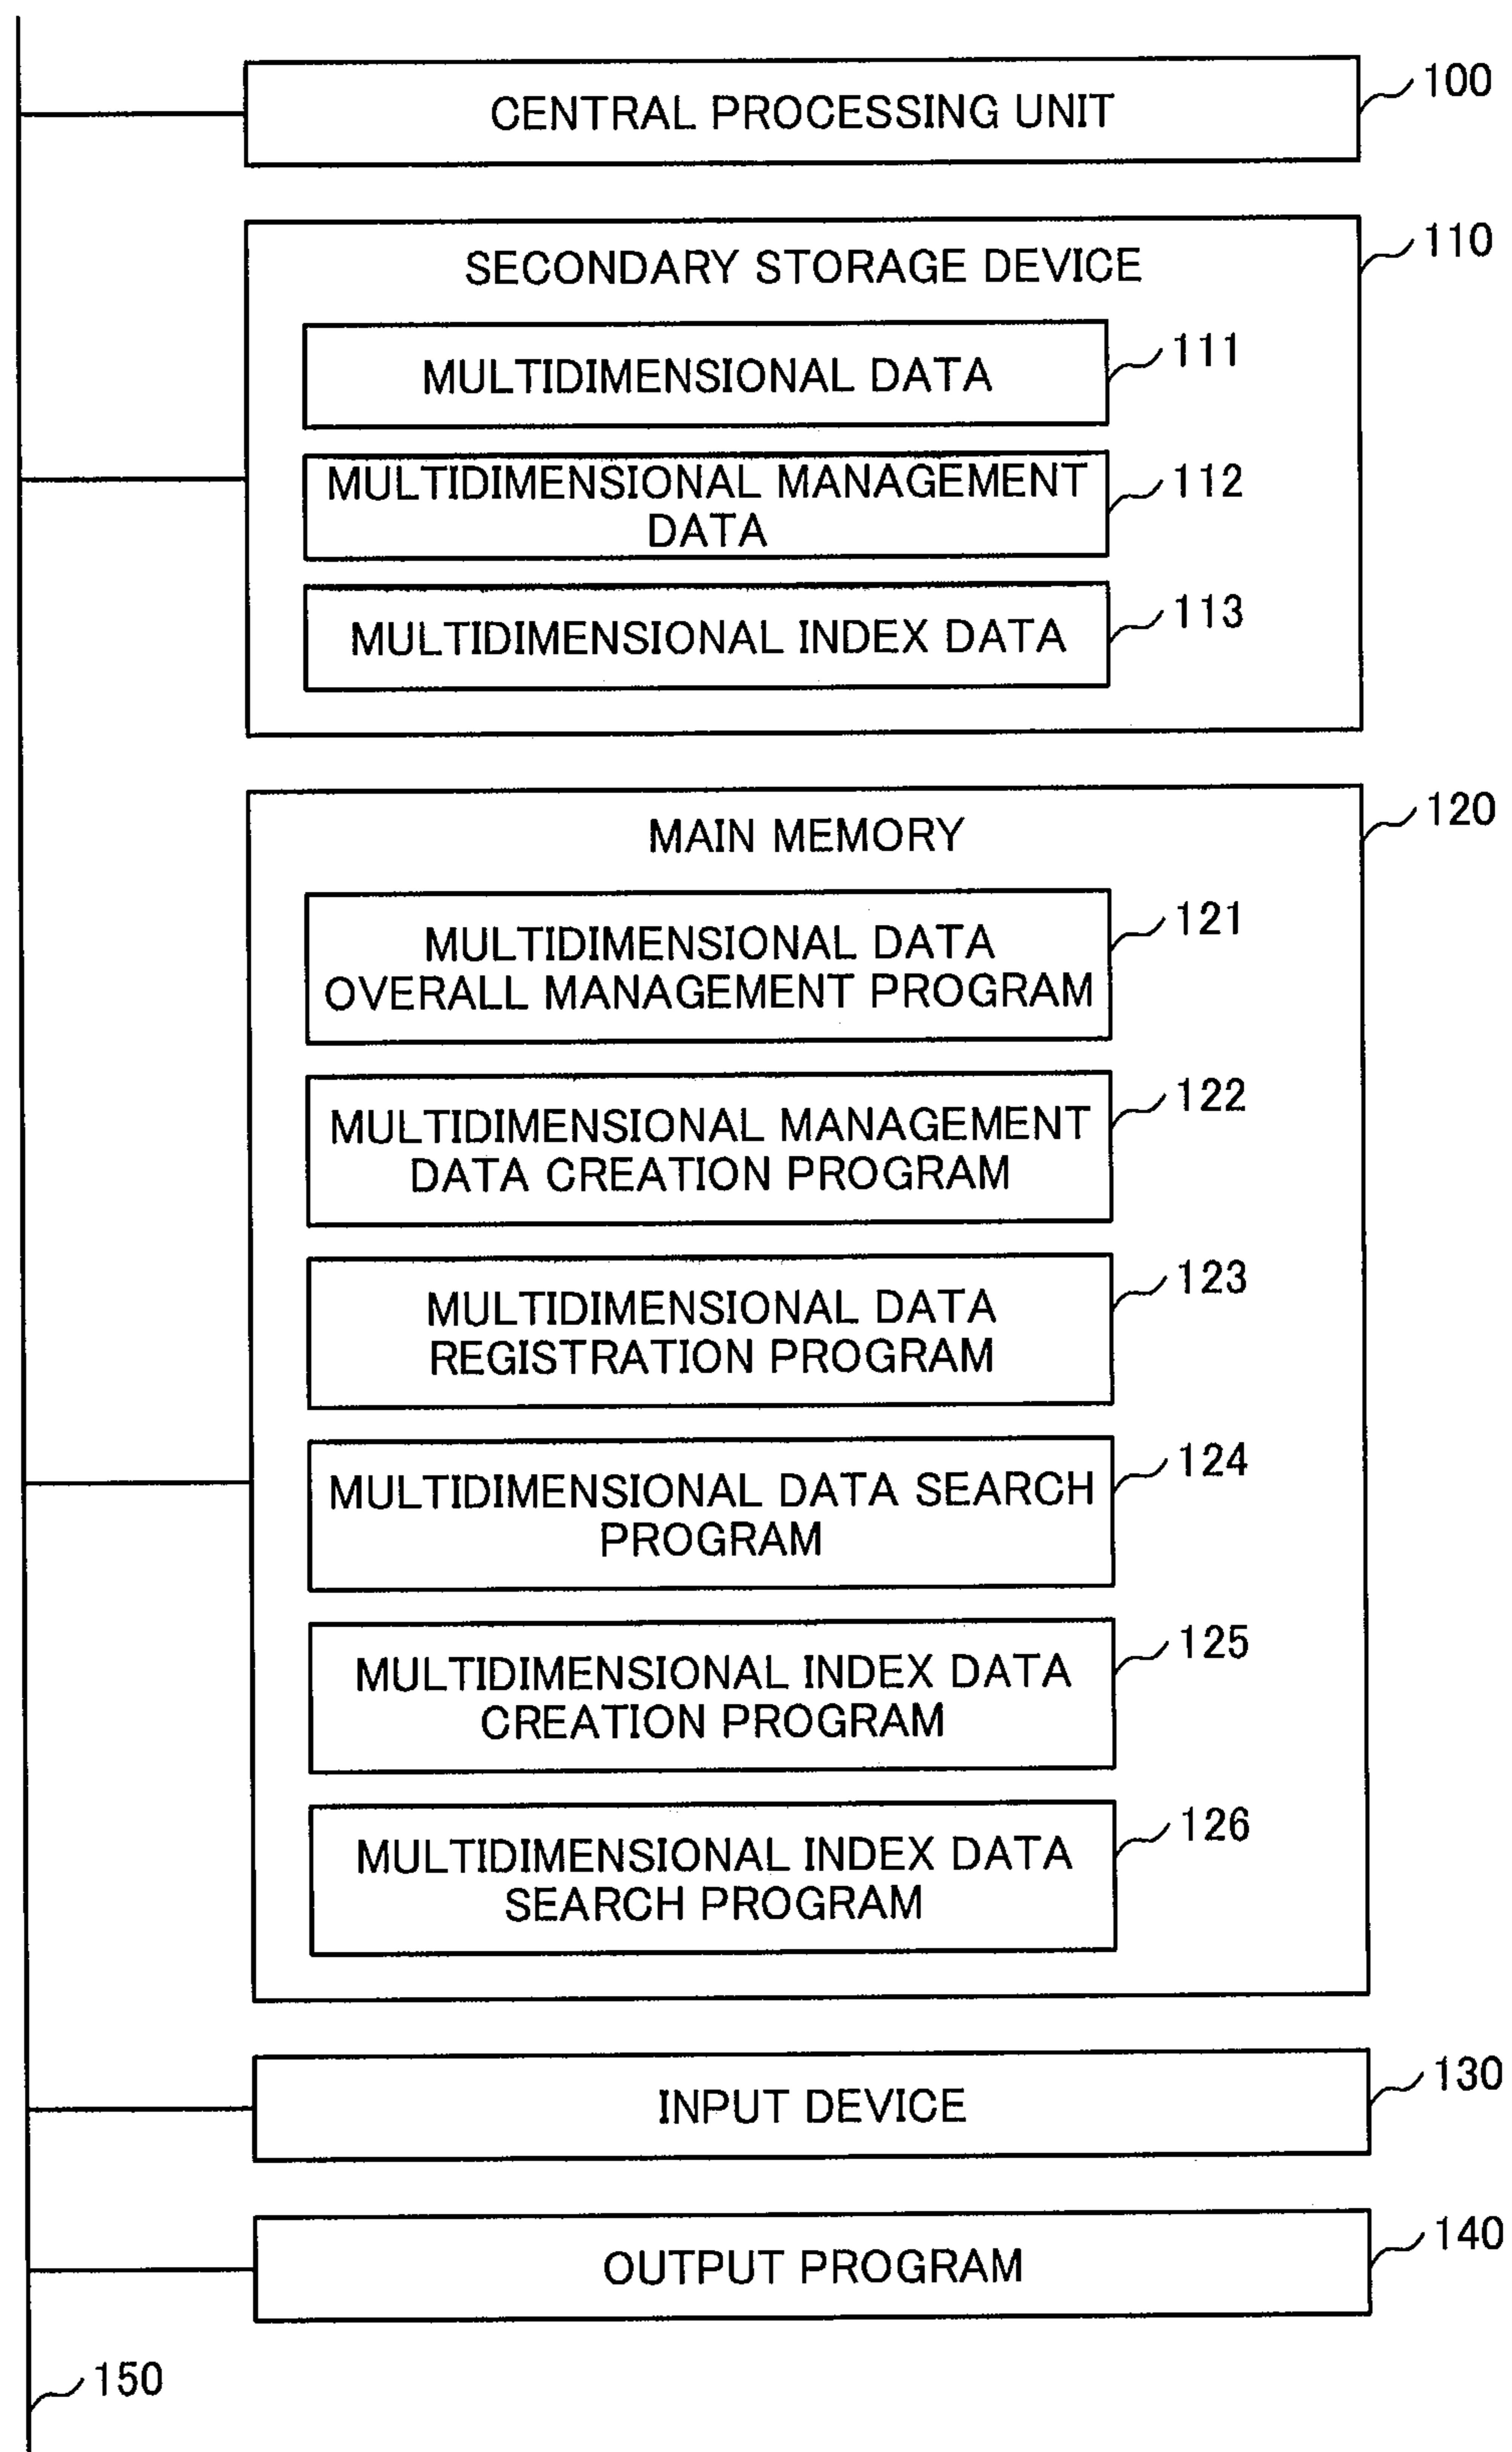 CENTRAL PROCESSING UNIT
100
SECONDARY STORAGE DEVICE
110
MULTIDIMENSIONAL DATA
111
MULTIDIMENSIONAL MANAGEMENT
DATA
112
MULTIDIMENSIONAL INDEX DATA
113
MAIN MEMORY
120
MULTIDIMENSIONAL DATA
OVERALL MANAGEMENT PROGRAM
121
MULTIDIMENSIONAL MANAGEMENT
DATA CREATION PROGRAM
122
MULTIDIMENSIONAL DATA
REGISTRATION PROGRAM
123
MULTIDIMENSIONAL DATA SEARCH
PROGRAM
124
MULTIDIMENSIONAL INDEX DATA
CREATION PROGRAM
125
MULTIDIMENSIONAL INDEX DATA
SEARCH PROGRAM
126
INPUT DEVICE
130
OUTPUT PROGRAM
140
150